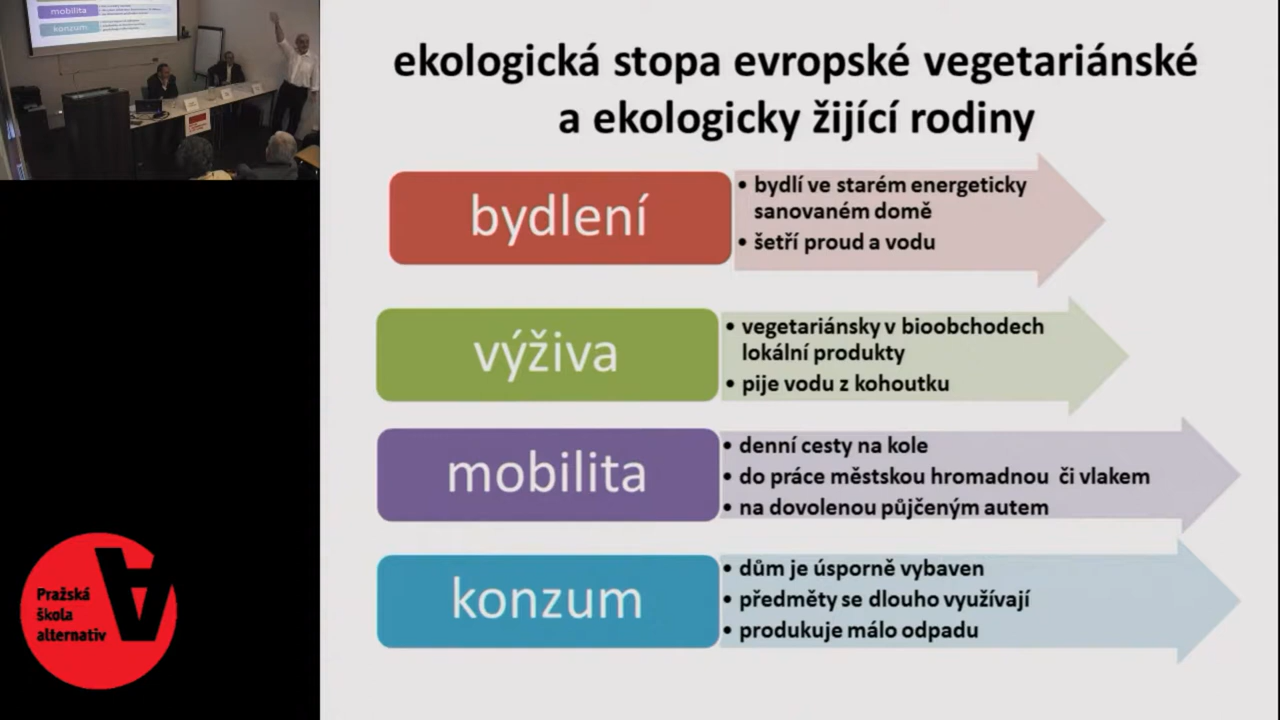 mobilita
konzum
ekologická stopa evropské vegetariánské
a ekologicky žijící rodiny
bydlení
• bydlí ve starém energeticky
sanovaném domě
• šetří proud a vodu
výživa
• vegetariánsky v bioobchodech
lokální produkty
• pije vodu z kohoutku
mobilita
• denní cesty na kole
• do práce městskou hromadnou či vlakem
• na dovolenou půjčeným autem
konzum
• dům je úsporně vybaven
• předměty se dlouho využívají
• produkuje málo odpadu
Pražská
škola
alternativ